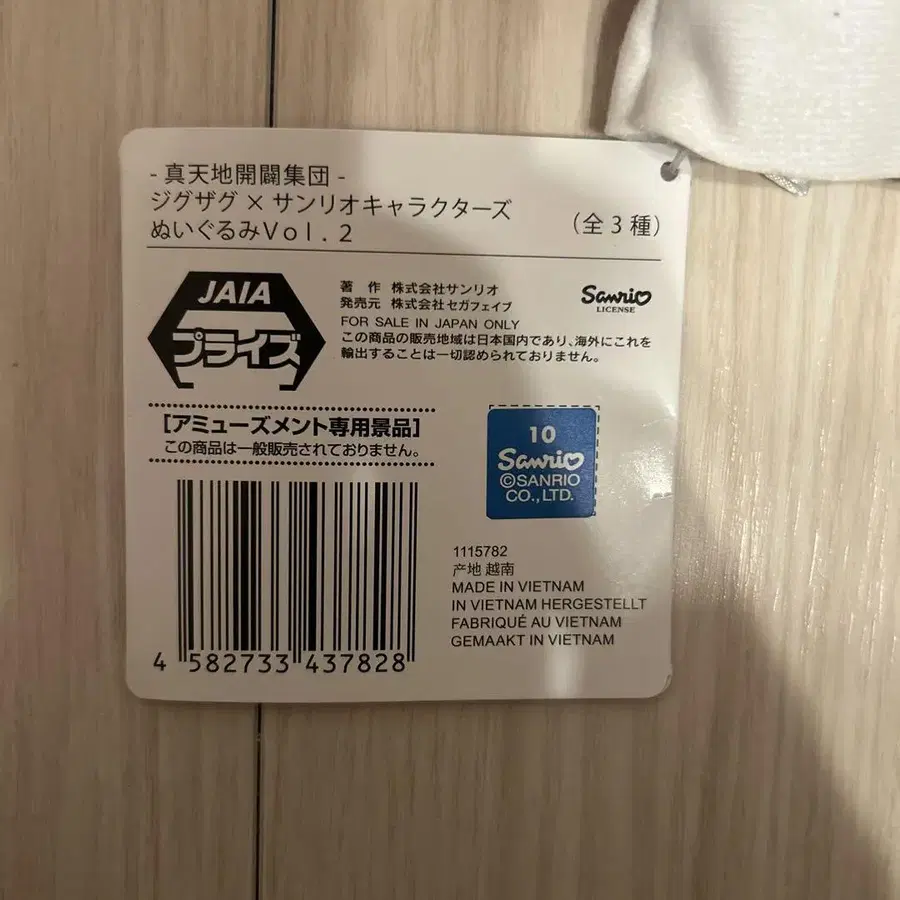 - 真天地開闢集団 -
ジグザグ × サンリオキャラクターズ
ぬいぐるみVol.2
（全3種）
JAIA
プライズ
著 作 株式会社サンリオ
発売元 株式会社セガフェイブ
FOR SALE IN JAPAN ONLY
この商品の販売地域は日本国内であり、海外にこれを
輸出することは一切認められておりません。
Sanrio
LICENSE
[アミューズメント専用景品]
この商品は一般販売されておりません。
10
Sanrio
©SANRIO
CO., LTD.
4 582733 437828
1115782
产地 越南
MADE IN VIETNAM
IN VIETNAM HERGESTELLT
FABRIQUÉ AU VIETNAM
GEMAAKT IN VIETNAM